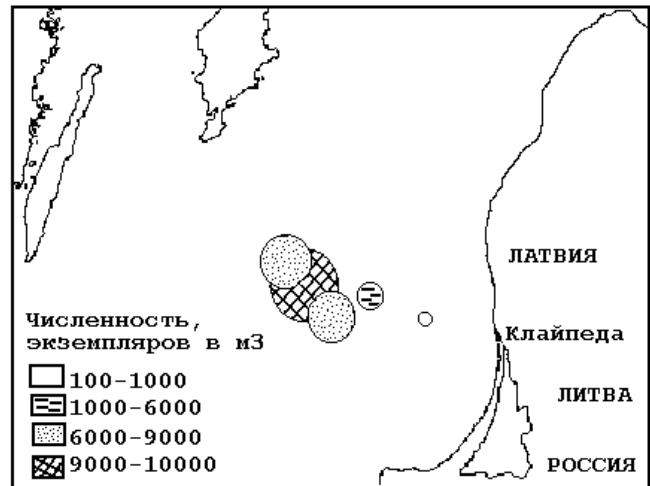 ЛАТВИЯ
Численность,
экземпляров в м3
Клайпеда
100-1000
1000-6000
ЛИТВА
6000-9000
9000-10000
РОССИЯ